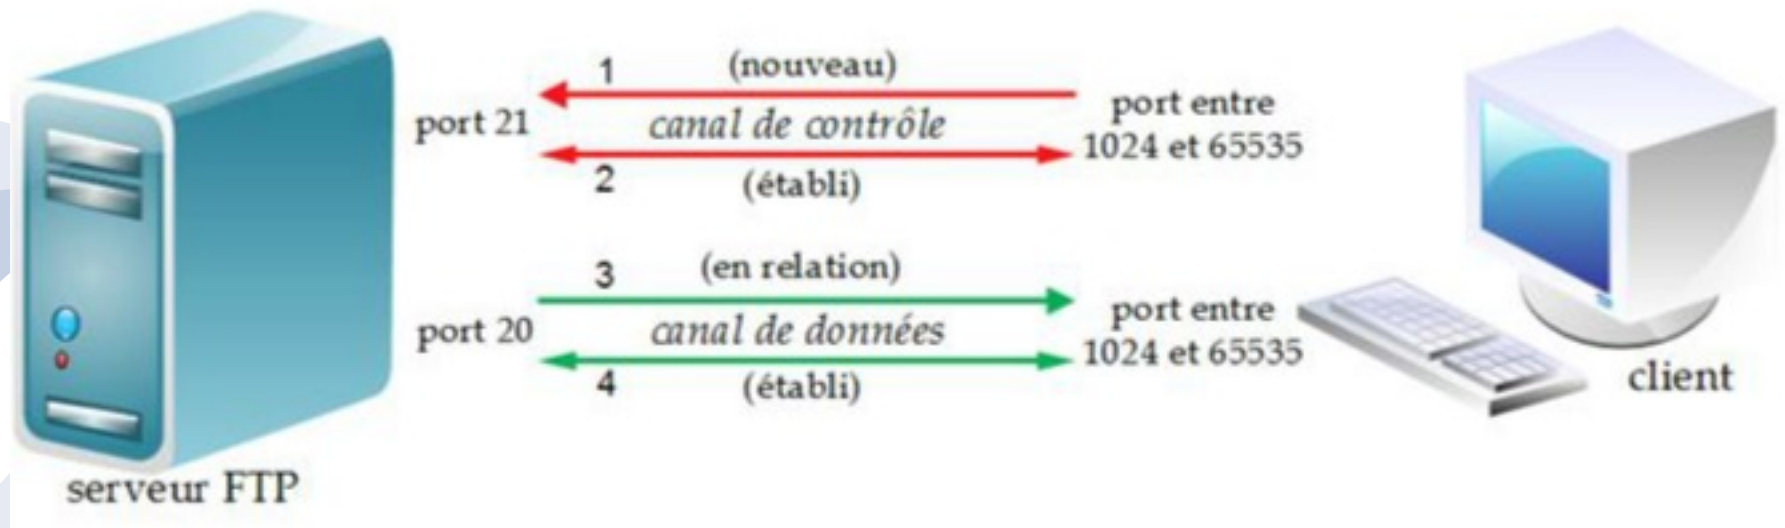 1 (nouveau)
port 21
canal de contrôle
port entre
1024 et 65535
2 (établi)
3 (en relation)
port 20
canal de données
port entre
1024 et 65535
4 (établi)
client
serveur FTP